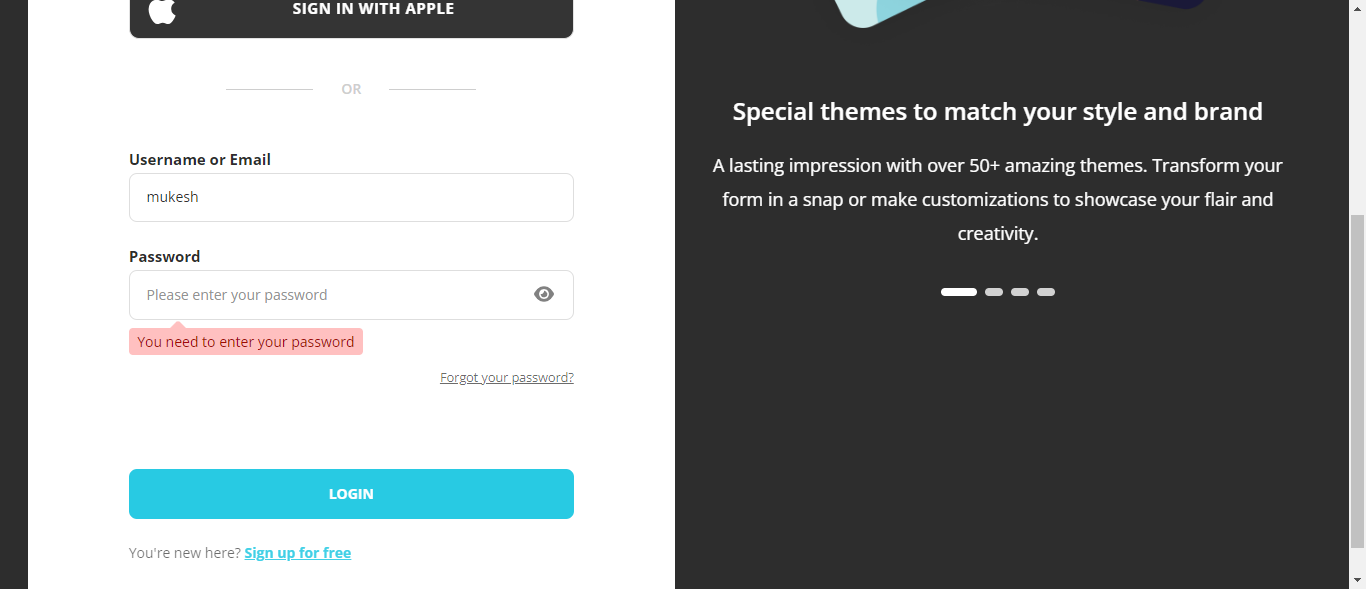 SIGN IN WITH APPLE
OR
Username or Email
mukesh
Password
Please enter your password
You need to enter your password
Forgot your password?
LOGIN
You're new here? Sign up for free
Special themes to match your style and brand
A lasting impression with over 50+ amazing themes. Transform your
form in a snap or make customizations to showcase your flair and
creativity.